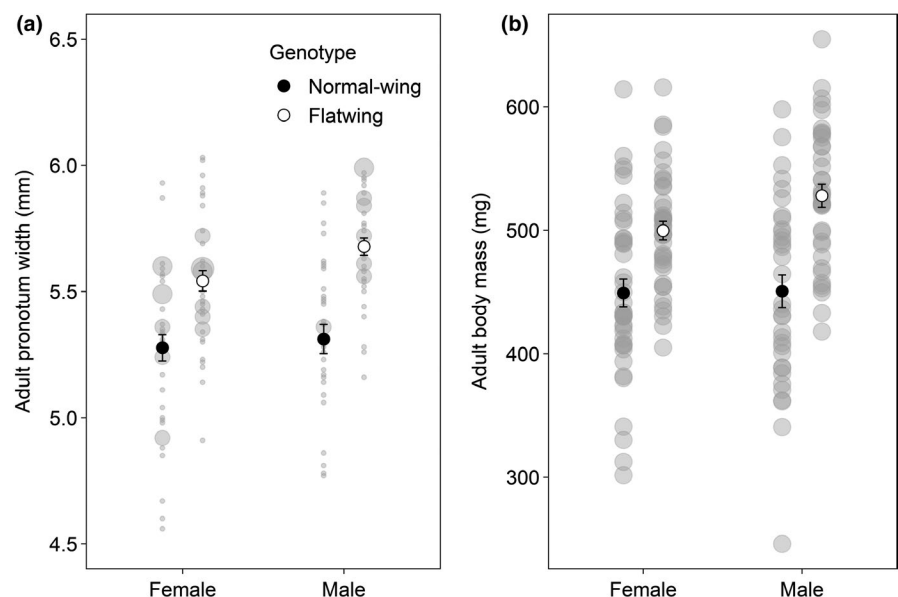 (a)
Adult pronotum width (mm)
6.5
6.0
5.5
5.0
4.5
Genotype
Normal-wing
Flatwing
Female
Male
(b)
Adult body mass (mg)
600
500
400
300
Female
Male